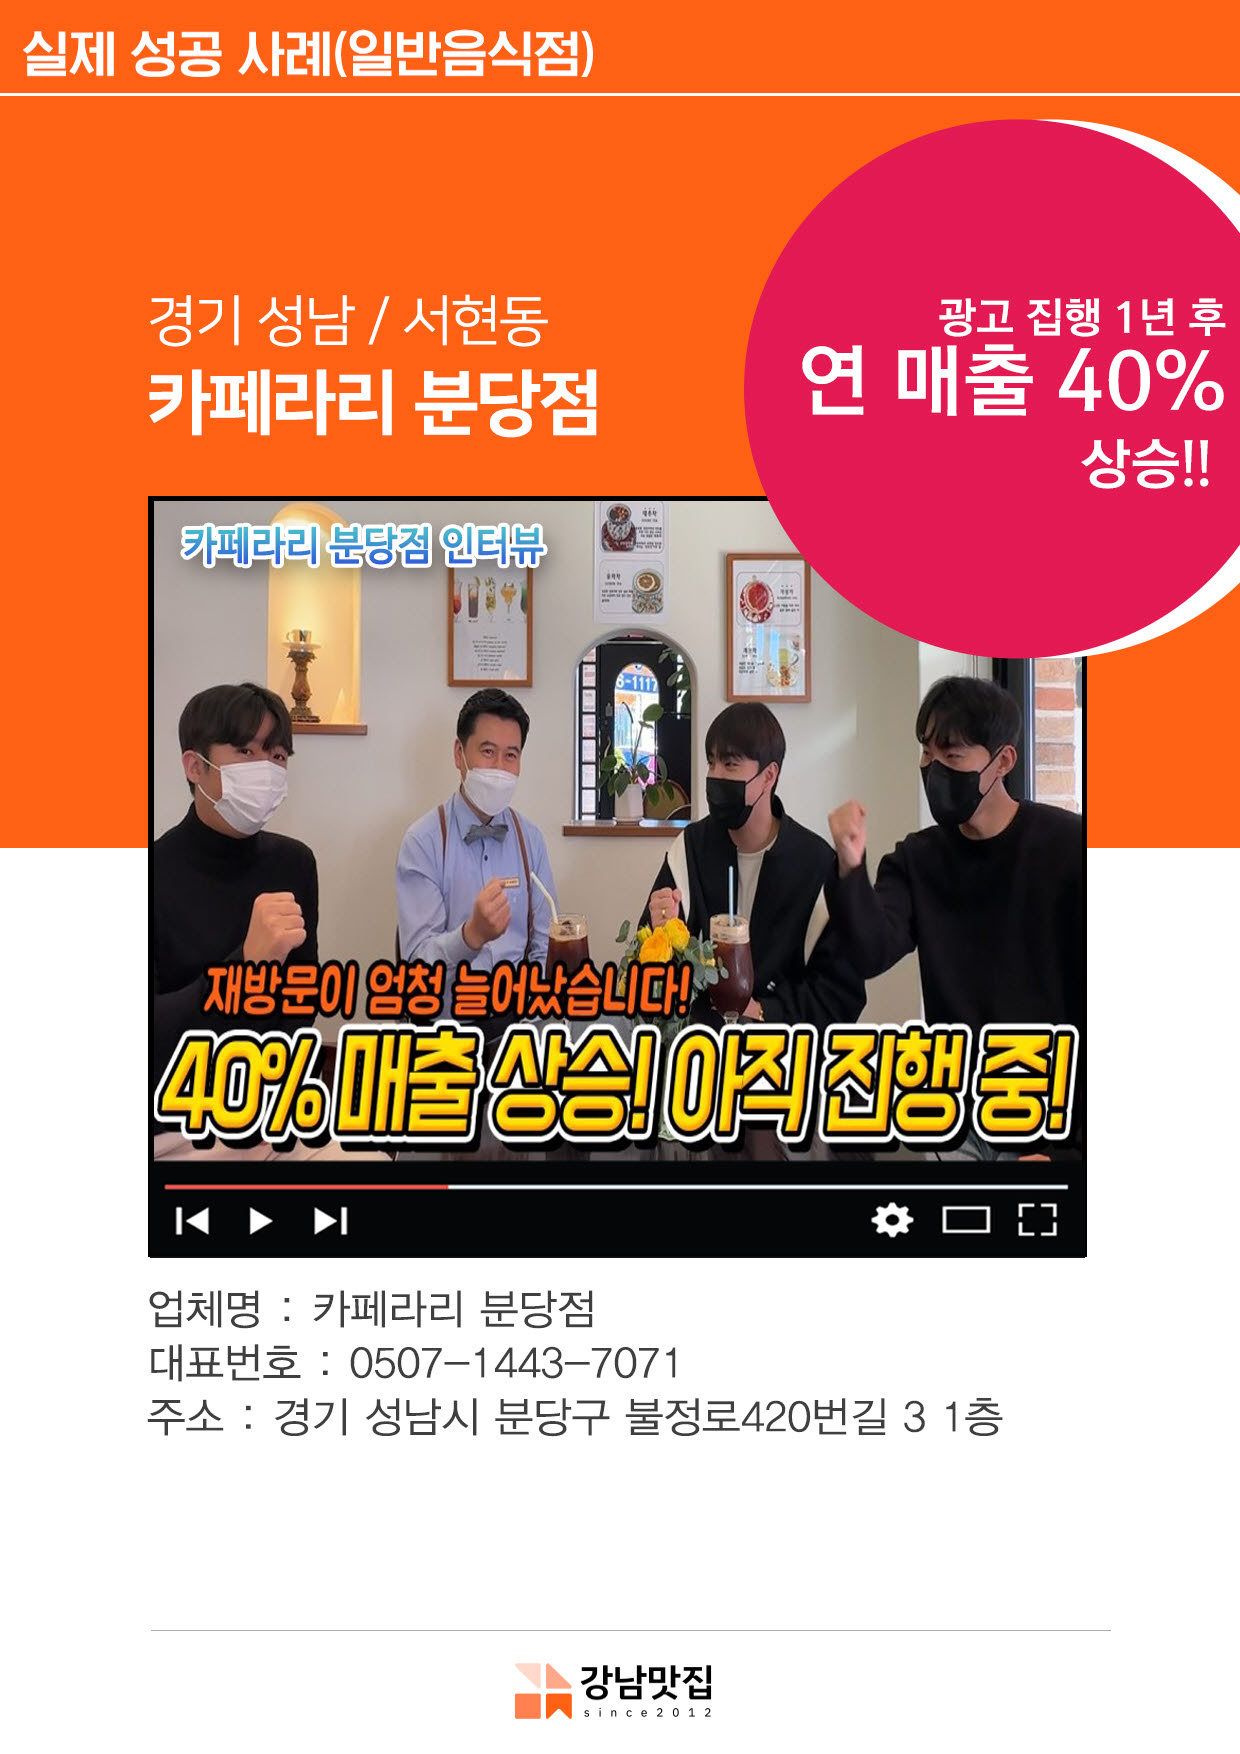 실제 성공 사례(일반음식점)
광고 집행 1년 후
연 매출 40%
상승!!
경기 성남 / 서현동
카페라리 분당점
카페라리 분당점 인터뷰
8-1117
재방문이 엄청 늘어났습니다!
40% 매출 상승! 아직 진행 중!
업체명 : 카페라리 분당점
대표번호 : 0507-1443-7071
주소 : 경기 성남시 분당구 불정로420번길 3 1층
강남맛집
since2012